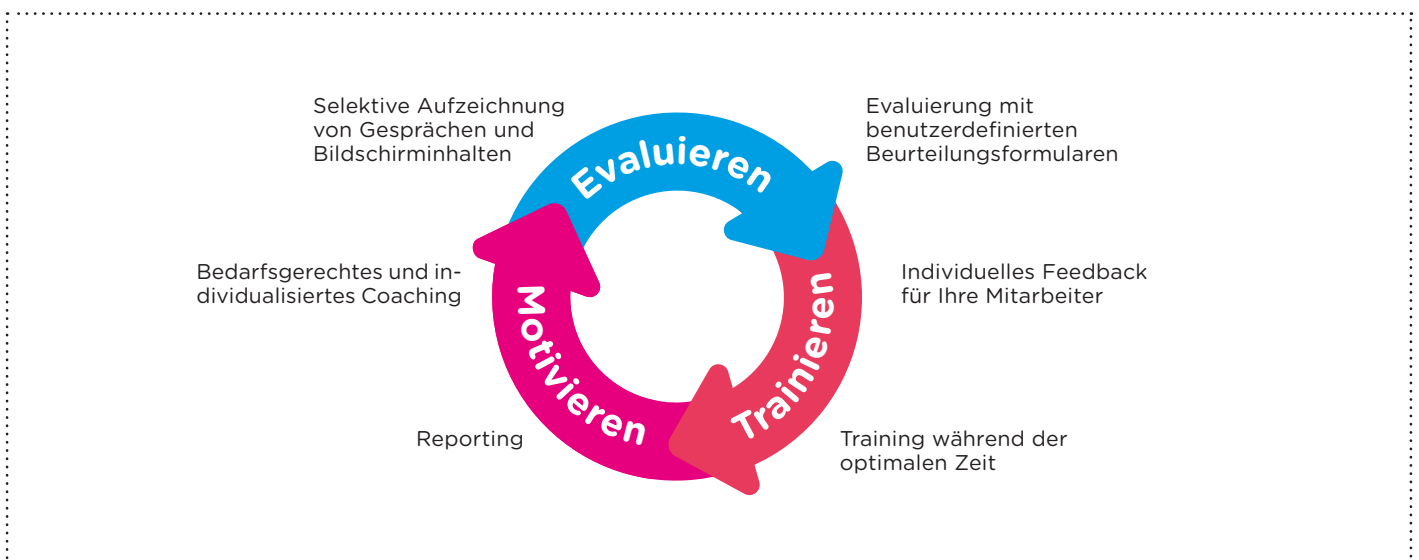 Selektive Aufzeichnung
von Gesprächen und
Bildschirminhalten
Evaluieren
Evaluierung mit
benutzerdefinierten
Beurteilungsformularen
Bedarfsgerechtes und in-
dividualisiertes Coaching
Motivieren
Trainieren
Individuelles Feedback
für Ihre Mitarbeiter
Reporting
Training während der
optimalen Zeit